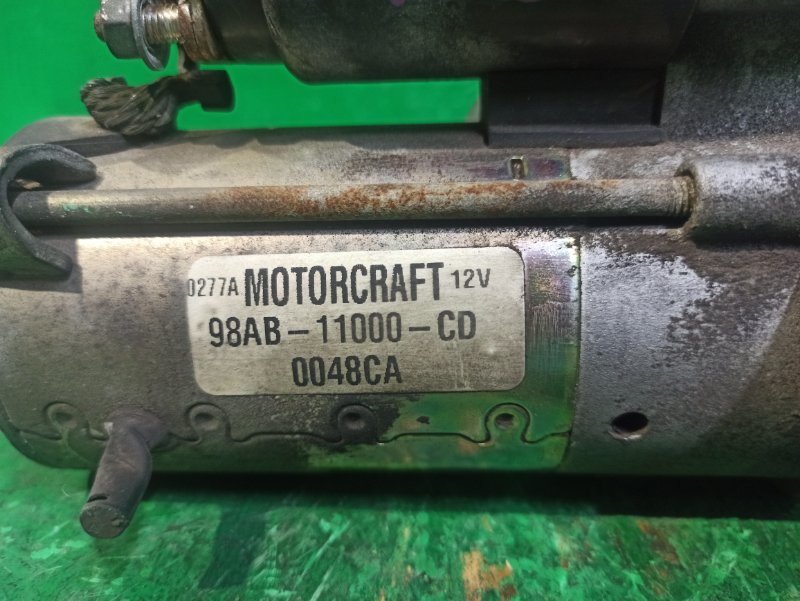 0277A MOTORCRAFT 12V
98AB-11000-CD
0048CA